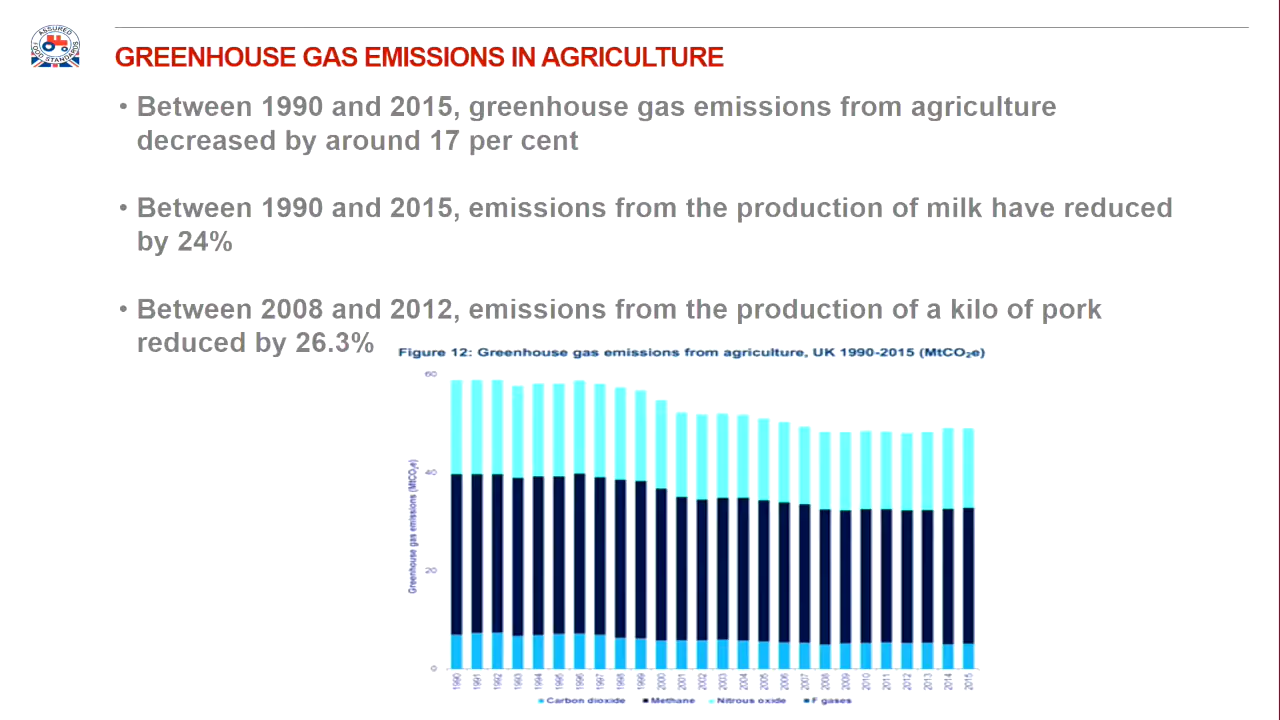 ASSURED FOOD STANDARDS
GREENHOUSE GAS EMISSIONS IN AGRICULTURE
• Between 1990 and 2015, greenhouse gas emissions from agriculture
decreased by around 17 per cent
• Between 1990 and 2015, emissions from the production of milk have reduced
by 24%
• Between 2008 and 2012, emissions from the production of a kilo of pork
reduced by 26.3%
Figure 12: Greenhouse gas emissions from agriculture, UK 1990-2015 (MtCO₂e)
Greenhouse gas emissions (MtCO₂e)
60
40
20
0
1990 1991 1992 1993 1994 1995 1996 1997 1998 1999 2000 2001 2002 2003 2004 2005 2006 2007 2008 2009 2010 2011 2012 2013 2014 2015
Carbon dioxide Methane Nitrous oxide F gases